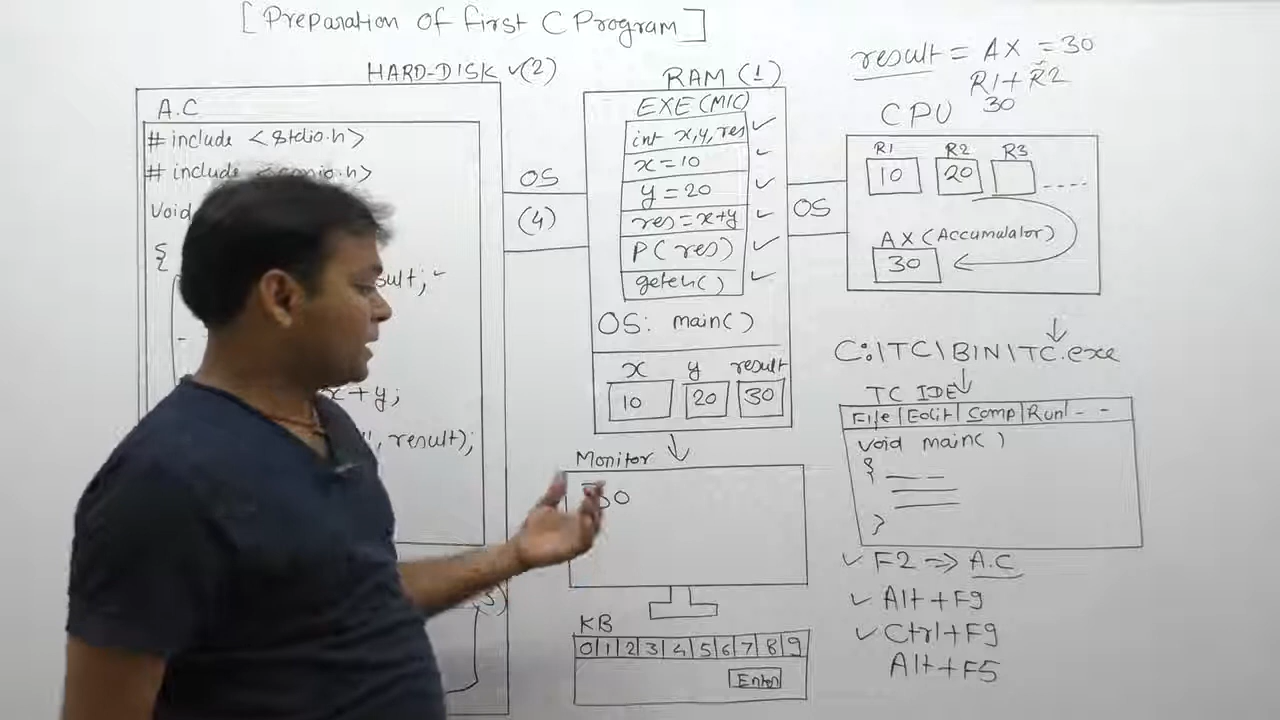 [Preparation of First C Program]
HARD-DISK ✓(2)
A.C
# include <stdio.h>
# include <conio.h>
void
{
sult;
x+y;
", result);
OS
(4)
RAM (1)
EXE (MIC)
int x,y,res ✓
x=10 ✓
y=20 ✓
res=x+y ✓
P(res) ✓
getch() ✓
OS: main()
x y result
10 20 30
Monitor
30
KB
0 1 2 3 4 5 6 7 8 9
Enter
OS
result = AX = 30
R1+R2
30
CPU
R1 R2 R3
10 20 ----
AX (Accumulator)
30
C:\TC\BIN\TC.exe
TC IDE
File Edit Comp Run - -
void main()
{
}
✓ F2 => A.C
✓ Alt+F9
✓ Ctrl+F9
Alt+F5